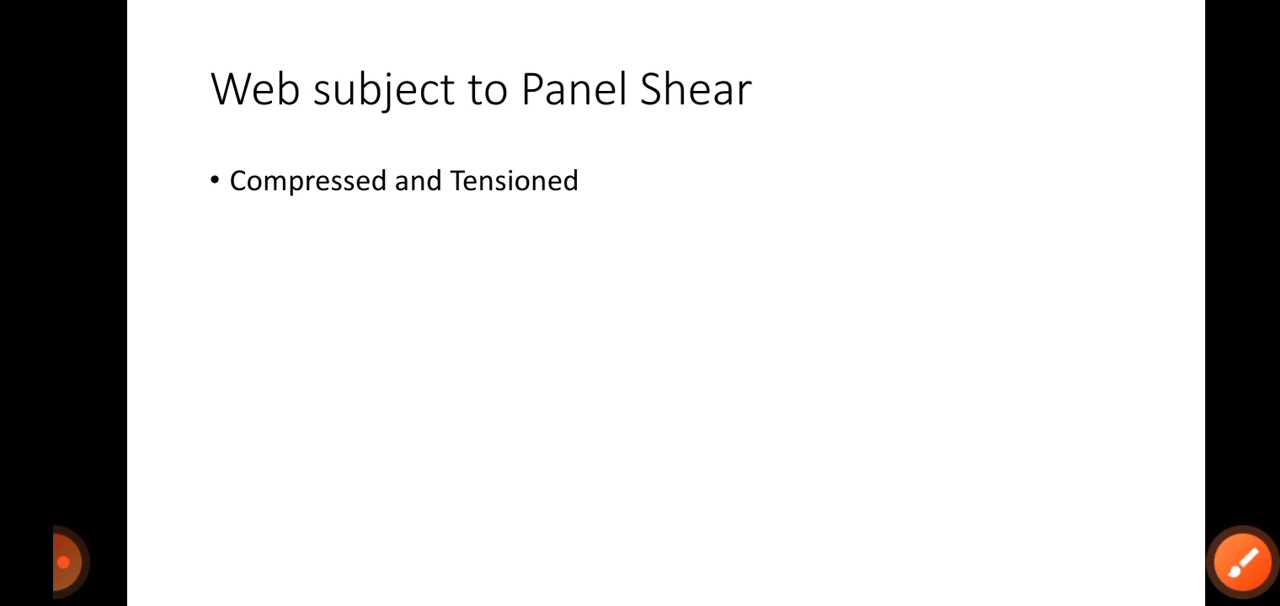 Web subject to Panel Shear
• Compressed and Tensioned